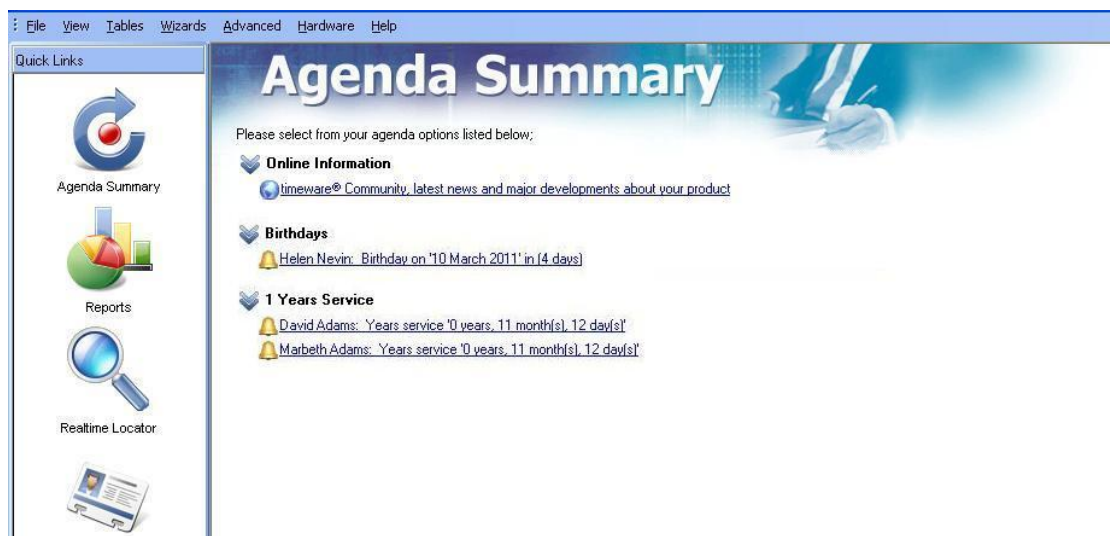 File View Tables Wizards Advanced Hardware Help
Quick Links
Agenda Summary
Reports
Realtime Locator
Agenda Summary
Please select from your agenda options listed below;
Online Information
timeware® Community, latest news and major developments about your product
Birthdays
Helen Nevin: Birthday on '10 March 2011' in (4 days)
1 Years Service
David Adams: Years service '0 years, 11 month(s), 12 day(s)'
Marbeth Adams: Years service '0 years, 11 month(s), 12 day(s)'